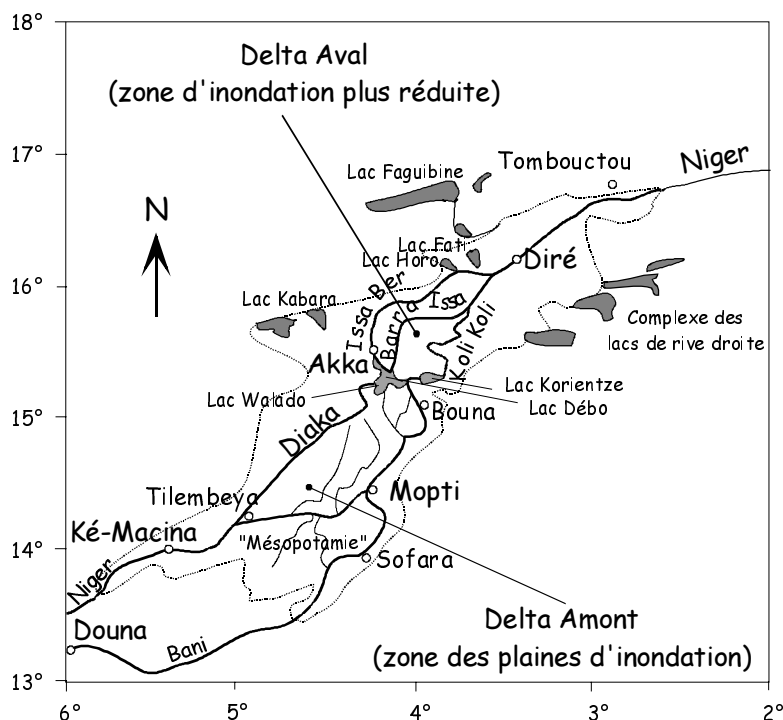 18°
Delta Aval
(zone d'inondation plus réduite)
17°
Tombouctou
Niger
Lac Faguibine
N
Lac Fati
Lac Horo
Diré
16°
Issa Ber
Lac Kabara
Barra Issa
Koli Koli
Complexe des
lacs de rive droite
Akka
Lac Korientze
Lac Walado
Lac Débo
15°
Bouna
Diaka
Tilembeya
Mopti
Ké-Macina
"Mésopotamie"
14°
Sofara
Niger
Delta Amont
Douna
Bani
(zone des plaines d'inondation)
13°
6°
5°
4°
3°
2°